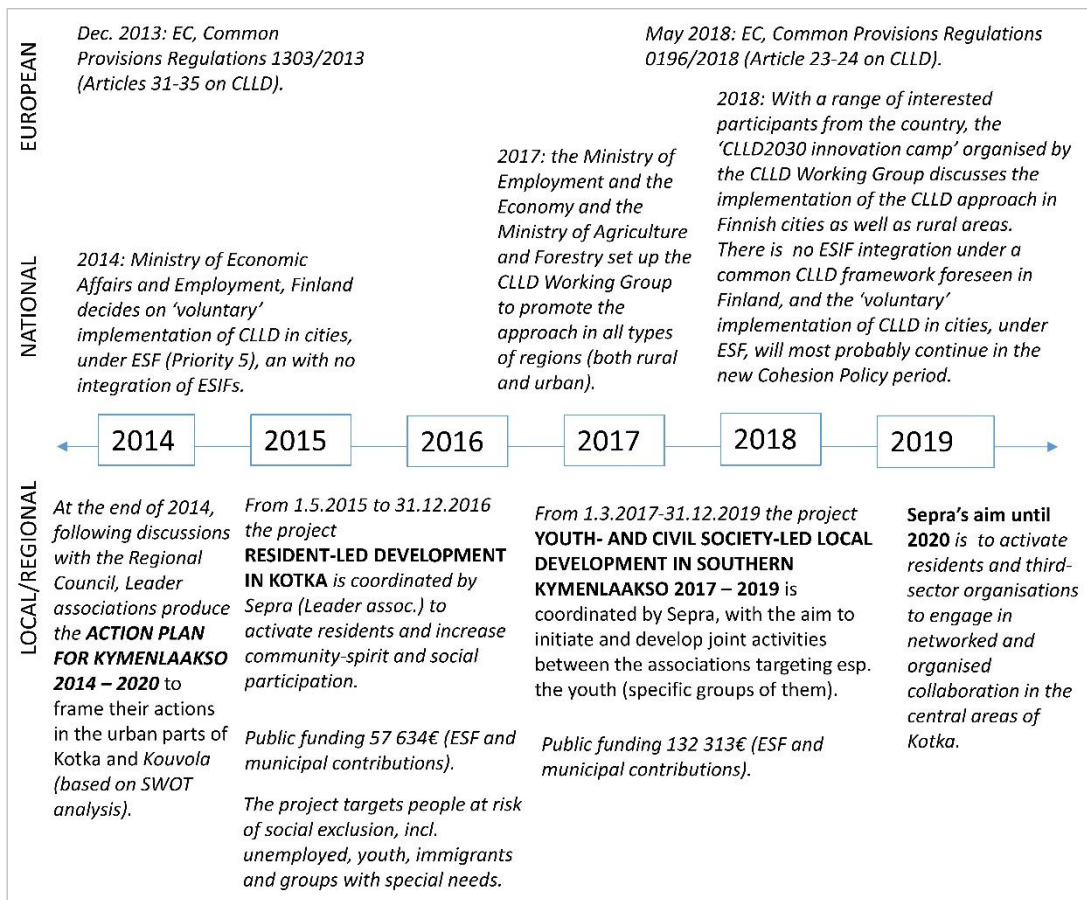 EUROPEAN
Dec. 2013: EC, Common
Provisions Regulations 1303/2013
(Articles 31-35 on CLLD).
May 2018: EC, Common Provisions Regulations
0196/2018 (Article 23-24 on CLLD).
NATIONAL
2014: Ministry of Economic
Affairs and Employment, Finland
decides on ‘voluntary’
implementation of CLLD in cities,
under ESF (Priority 5), an with no
integration of ESIFs.
2017: the Ministry of
Employment and the
Economy and the
Ministry of Agriculture
and Forestry set up the
CLLD Working Group
to promote the
approach in all types
of regions (both rural
and urban).
2018: With a range of interested
participants from the country, the
‘CLLD2030 innovation camp’ organised by
the CLLD Working Group discusses the
implementation of the CLLD approach in
Finnish cities as well as rural areas.
There is no ESIF integration under a
common CLLD framework foreseen in
Finland, and the ‘voluntary’
implementation of CLLD in cities, under
ESF, will most probably continue in the
new Cohesion Policy period.
2014
2015
2016
2017
2018
2019
LOCAL/REGIONAL
At the end of 2014,
following discussions
with the Regional
Council, Leader
associations produce
the ACTION PLAN
FOR KYMENLAAKSO
2014 – 2020 to
frame their actions
in the urban parts of
Kotka and Kouvola
(based on SWOT
analysis).
From 1.5.2015 to 31.12.2016
the project
RESIDENT-LED DEVELOPMENT
IN KOTKA is coordinated by
Sepra (Leader assoc.) to
activate residents and increase
community-spirit and social
participation.
Public funding 57 634€ (ESF and
municipal contributions).
The project targets people at risk
of social exclusion, incl.
unemployed, youth, immigrants
and groups with special needs.
From 1.3.2017-31.12.2019 the project
YOUTH- AND CIVIL SOCIETY-LED LOCAL
DEVELOPMENT IN SOUTHERN
KYMENLAAKSO 2017 – 2019 is
coordinated by Sepra, with the aim to
initiate and develop joint activities
between the associations targeting esp.
the youth (specific groups of them).
Public funding 132 313€ (ESF and
municipal contributions).
Sepra’s aim until
2020 is to activate
residents and third-
sector organisations
to engage in
networked and
organised
collaboration in the
central areas of
Kotka.